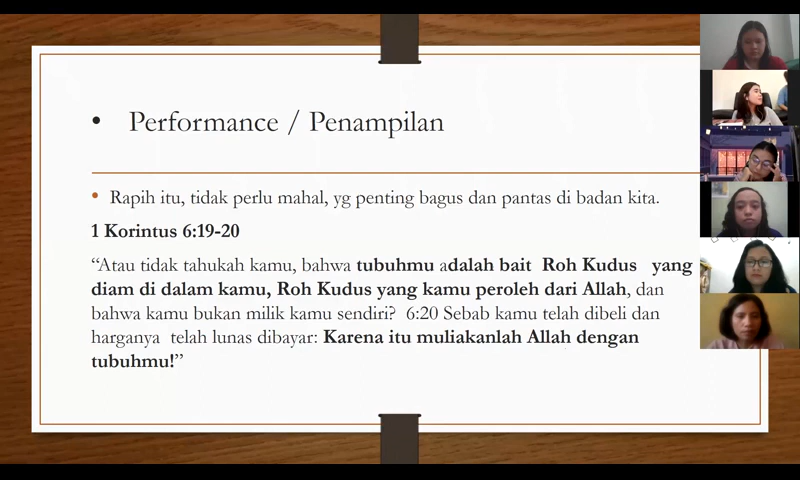 • Performance / Penampilan
• Rapih itu, tidak perlu mahal, yg penting bagus dan pantas di badan kita.
1 Korintus 6:19-20
“Atau tidak tahukah kamu, bahwa tubuhmu adalah bait Roh Kudus yang
diam di dalam kamu, Roh Kudus yang kamu peroleh dari Allah, dan
bahwa kamu bukan milik kamu sendiri? 6:20 Sebab kamu telah dibeli dan
harganya telah lunas dibayar: Karena itu muliakanlah Allah dengan
tubuhmu!”